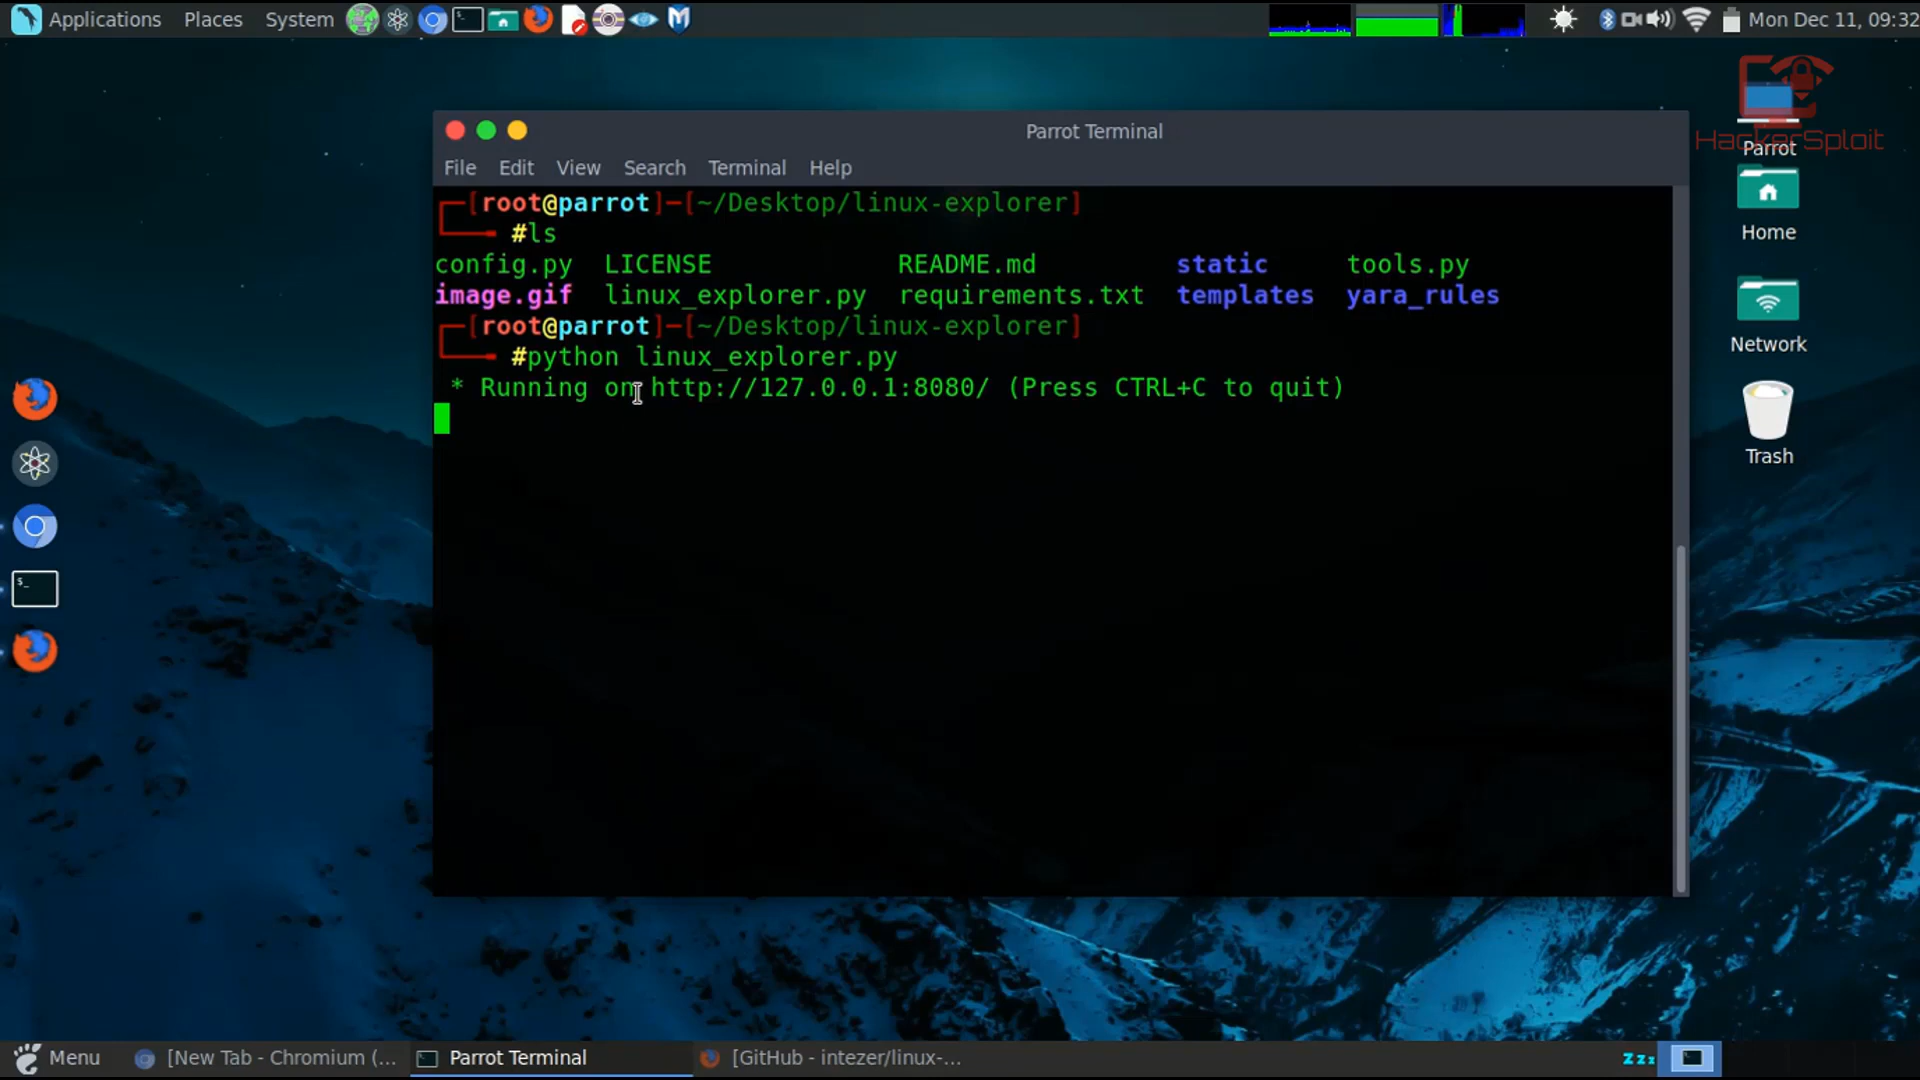 Applications Places System Mon Dec 11, 09:32
Parrot Terminal
HackerSploit
Parrot
File Edit View Search Terminal Help
[root@parrot]─[~/Desktop/linux-explorer]
#ls
config.py LICENSE README.md static tools.py
image.gif linux_explorer.py requirements.txt templates yara_rules
[root@parrot]─[~/Desktop/linux-explorer]
#python linux_explorer.py
* Running on http://127.0.0.1:8080/ (Press CTRL+C to quit)
Home
Network
Trash
Menu [New Tab - Chromium (... Parrot Terminal [GitHub - intezer/linux-... zzz